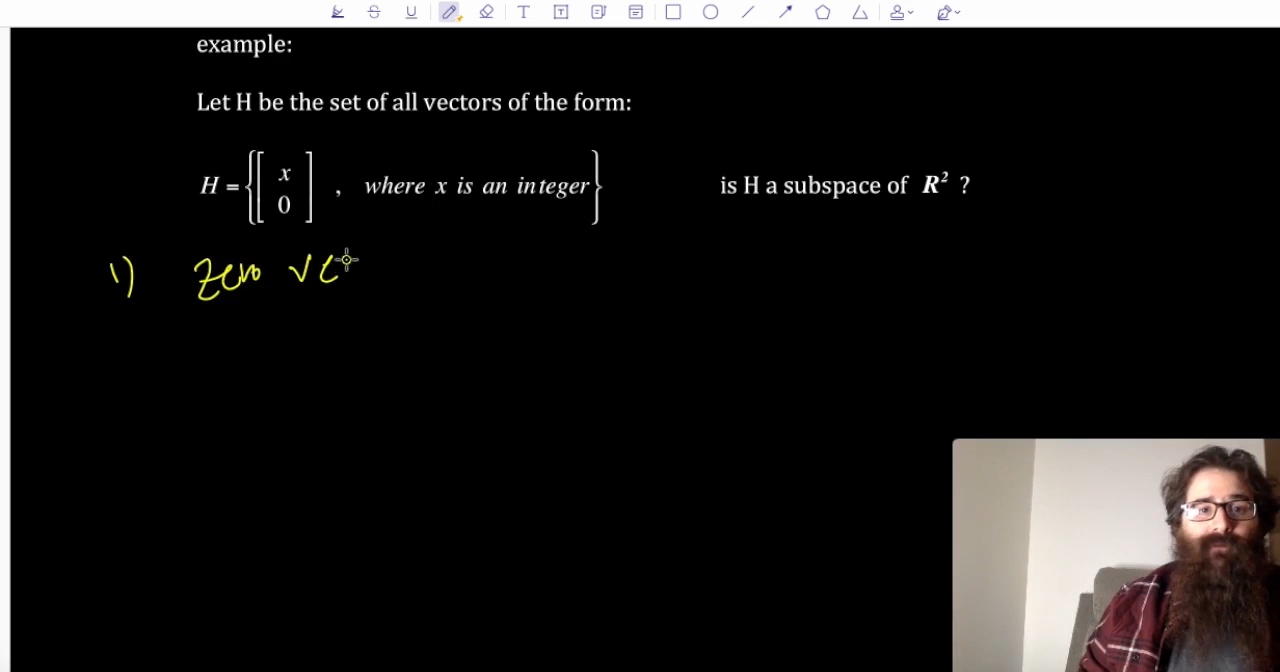 example:
Let H be the set of all vectors of the form:
H = {[ x 0 ] , where x is an integer} is H a subspace of R² ?
1) Zero vec